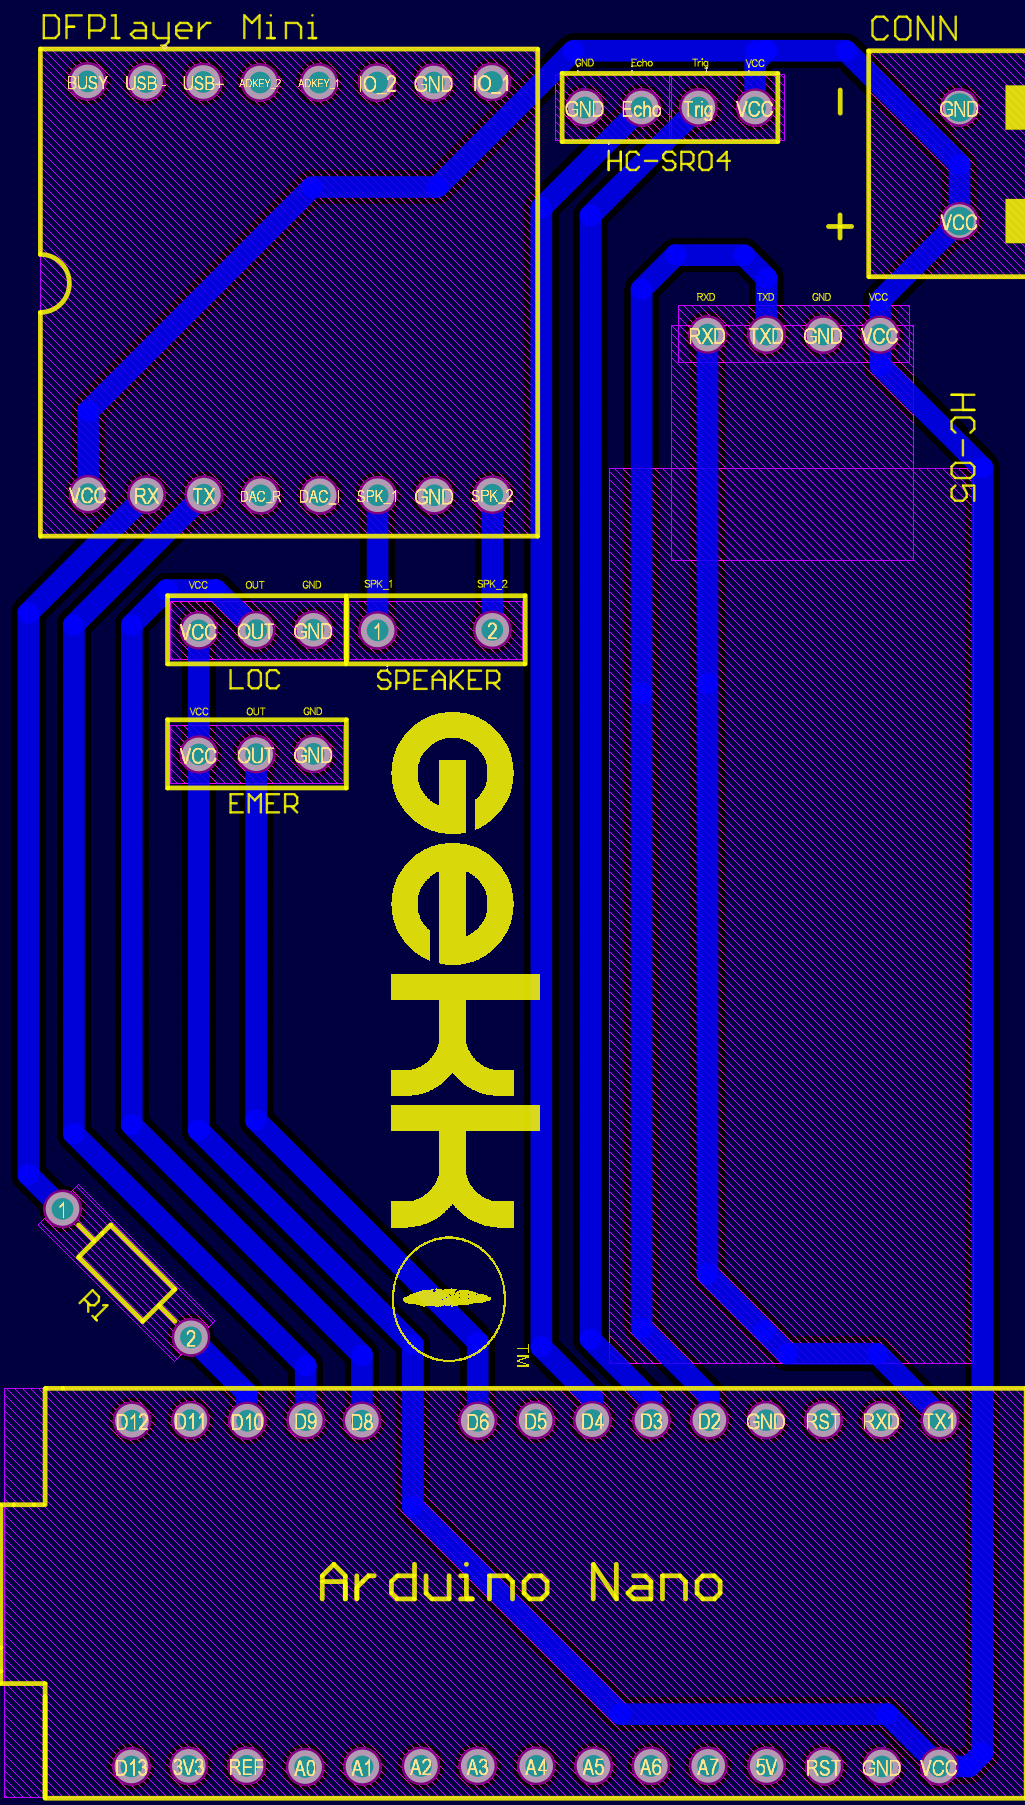 DFPlayer Mini
CONN
BUSY USB- USB+ ADKEY_2 ADKEY_1 IO_2 GND IO_1
GND Echo Trig VCC
GND Echo Trig VCC
HC-SR04
GND
-
+
VCC
RXD TXD GND VCC
RXD TXD GND VCC
HC-05
VCC RX TX DAC_R DAC_I SPK_1 GND SPK_2
VCC OUT GND SPK_1 SPK_2
VCC OUT GND 1 2
LOC SPEAKER
VCC OUT GND
VCC OUT GND
EMER
Gekk
TM
1
R1
2
D12 D11 D10 D9 D8 D6 D5 D4 D3 D2 GND RST RXD TX1
Arduino Nano
D13 3V3 REF A0 A1 A2 A3 A4 A5 A6 A7 5V RST GND VCC